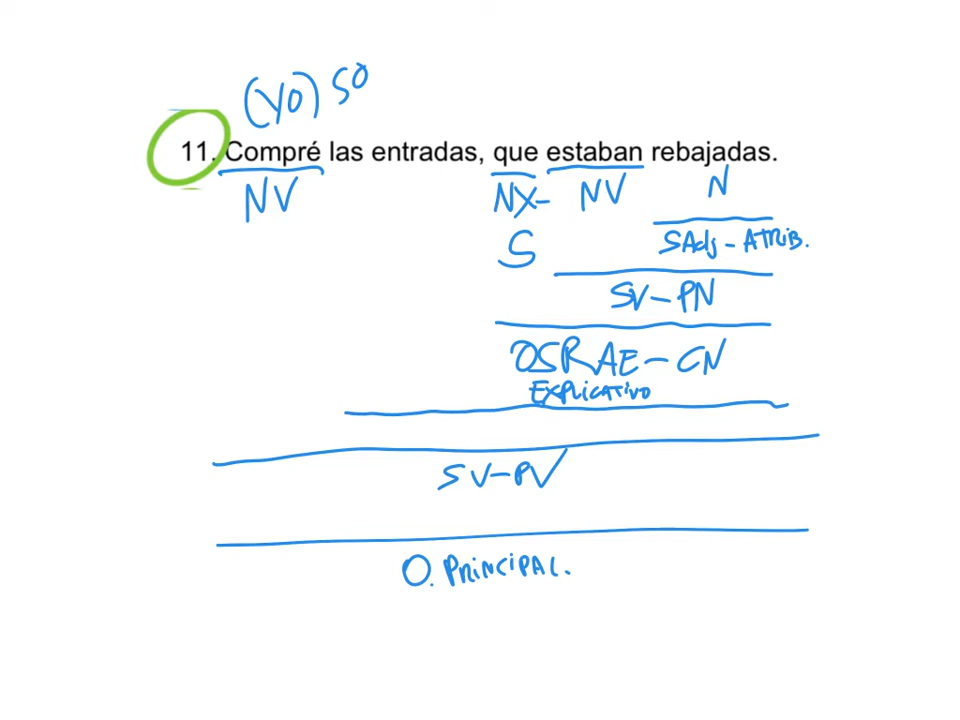 (YO) SO
11. Compré las entradas, que estaban rebajadas.
NV NX- NV N
S SAdj - ATRIB.
SV-PN
OSRAE - CN
EXPLICATIVO
SV-PV
O. PRINCIPAL.